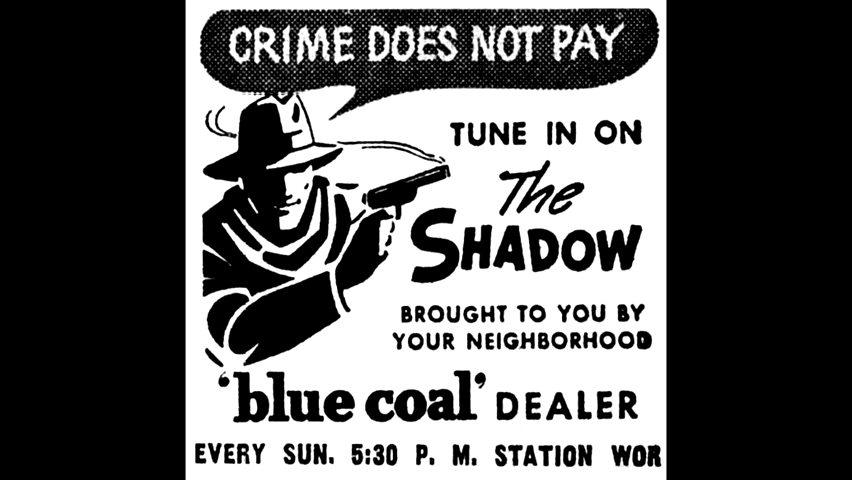 CRIME DOES NOT PAY
TUNE IN ON
The
SHADOW
BROUGHT TO YOU BY
YOUR NEIGHBORHOOD
'blue coal' DEALER
EVERY SUN. 5:30 P. M. STATION WOR